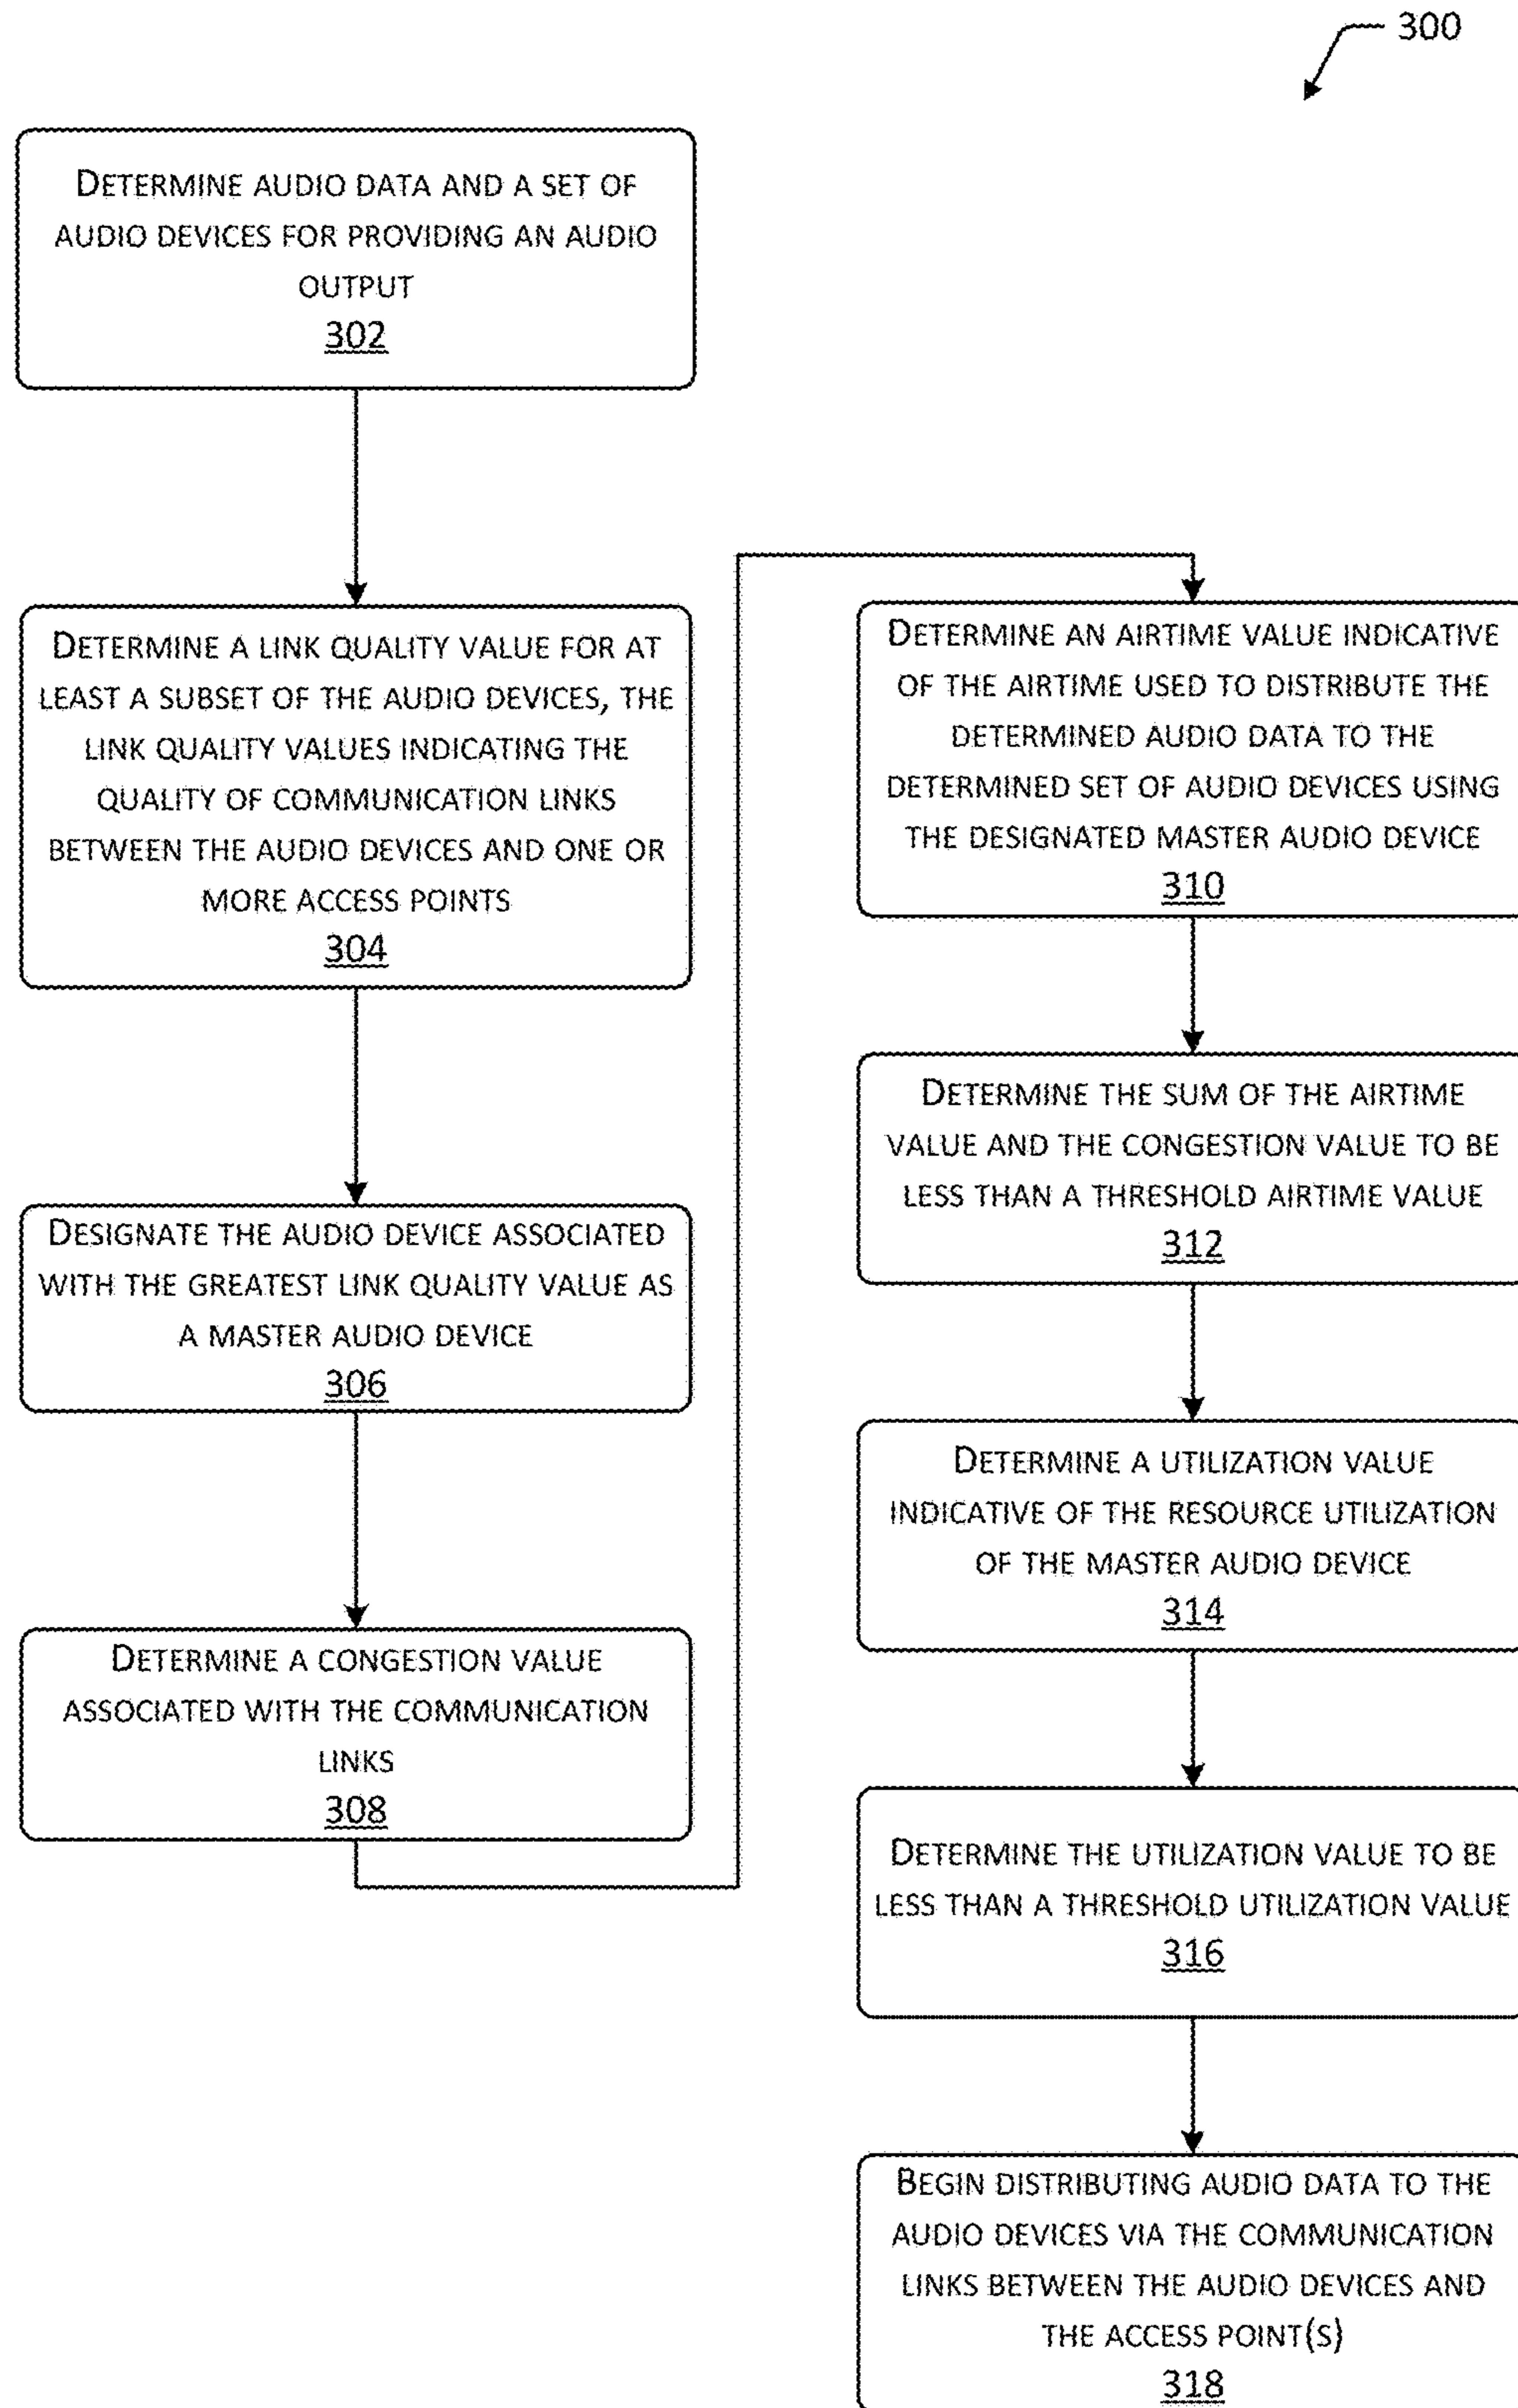 300
DETERMINE AUDIO DATA AND A SET OF
AUDIO DEVICES FOR PROVIDING AN AUDIO
OUTPUT
302
DETERMINE A LINK QUALITY VALUE FOR AT
LEAST A SUBSET OF THE AUDIO DEVICES, THE
LINK QUALITY VALUES INDICATING THE
QUALITY OF COMMUNICATION LINKS
BETWEEN THE AUDIO DEVICES AND ONE OR
MORE ACCESS POINTS
304
DESIGNATE THE AUDIO DEVICE ASSOCIATED
WITH THE GREATEST LINK QUALITY VALUE AS
A MASTER AUDIO DEVICE
306
DETERMINE A CONGESTION VALUE
ASSOCIATED WITH THE COMMUNICATION
LINKS
308
DETERMINE AN AIRTIME VALUE INDICATIVE
OF THE AIRTIME USED TO DISTRIBUTE THE
DETERMINED AUDIO DATA TO THE
DETERMINED SET OF AUDIO DEVICES USING
THE DESIGNATED MASTER AUDIO DEVICE
310
DETERMINE THE SUM OF THE AIRTIME
VALUE AND THE CONGESTION VALUE TO BE
LESS THAN A THRESHOLD AIRTIME VALUE
312
DETERMINE A UTILIZATION VALUE
INDICATIVE OF THE RESOURCE UTILIZATION
OF THE MASTER AUDIO DEVICE
314
DETERMINE THE UTILIZATION VALUE TO BE
LESS THAN A THRESHOLD UTILIZATION VALUE
316
BEGIN DISTRIBUTING AUDIO DATA TO THE
AUDIO DEVICES VIA THE COMMUNICATION
LINKS BETWEEN THE AUDIO DEVICES AND
THE ACCESS POINT(S)
318